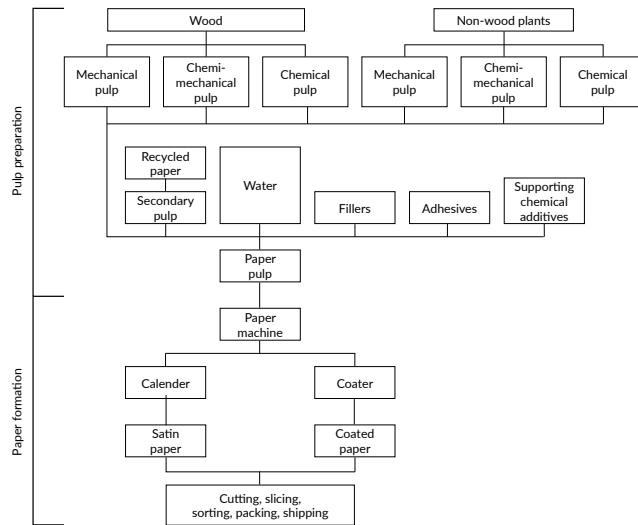 Wood
Non-wood plants
Mechanical
pulp
Chemi-
mechanical
pulp
Chemical
pulp
Mechanical
pulp
Chemi-
mechanical
pulp
Chemical
pulp
Pulp preparation
Recycled
paper
Secondary
pulp
Water
Fillers
Adhesives
Supporting
chemical
additives
Paper
pulp
Paper formation
Paper
machine
Calender
Coater
Satin
paper
Coated
paper
Cutting, slicing,
sorting, packing, shipping